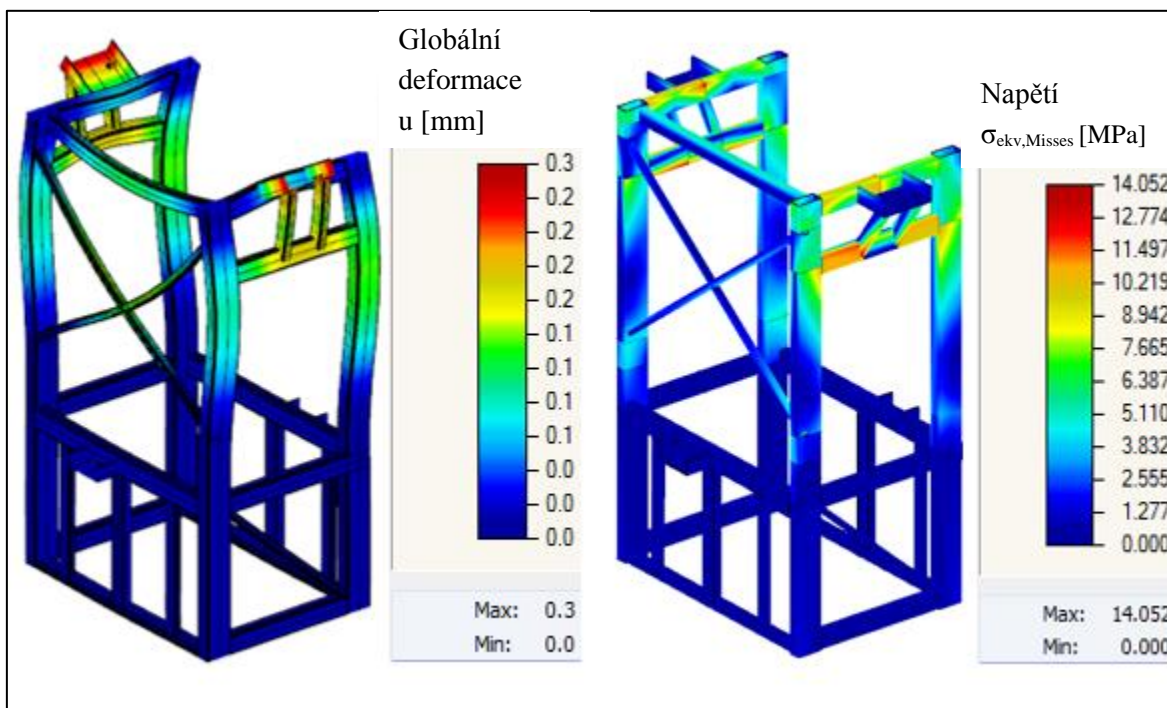 Globální
deformace
u [mm]
0.3
0.2
0.2
0.2
0.2
0.1
0.1
0.1
0.1
0.0
0.0
0.0
Max: 0.3
Min: 0.0
Napětí
σekv,Misses [MPa]
14.052
12.774
11.497
10.219
8.942
7.665
6.387
5.110
3.832
2.555
1.277
0.000
Max: 14.052
Min: 0.000